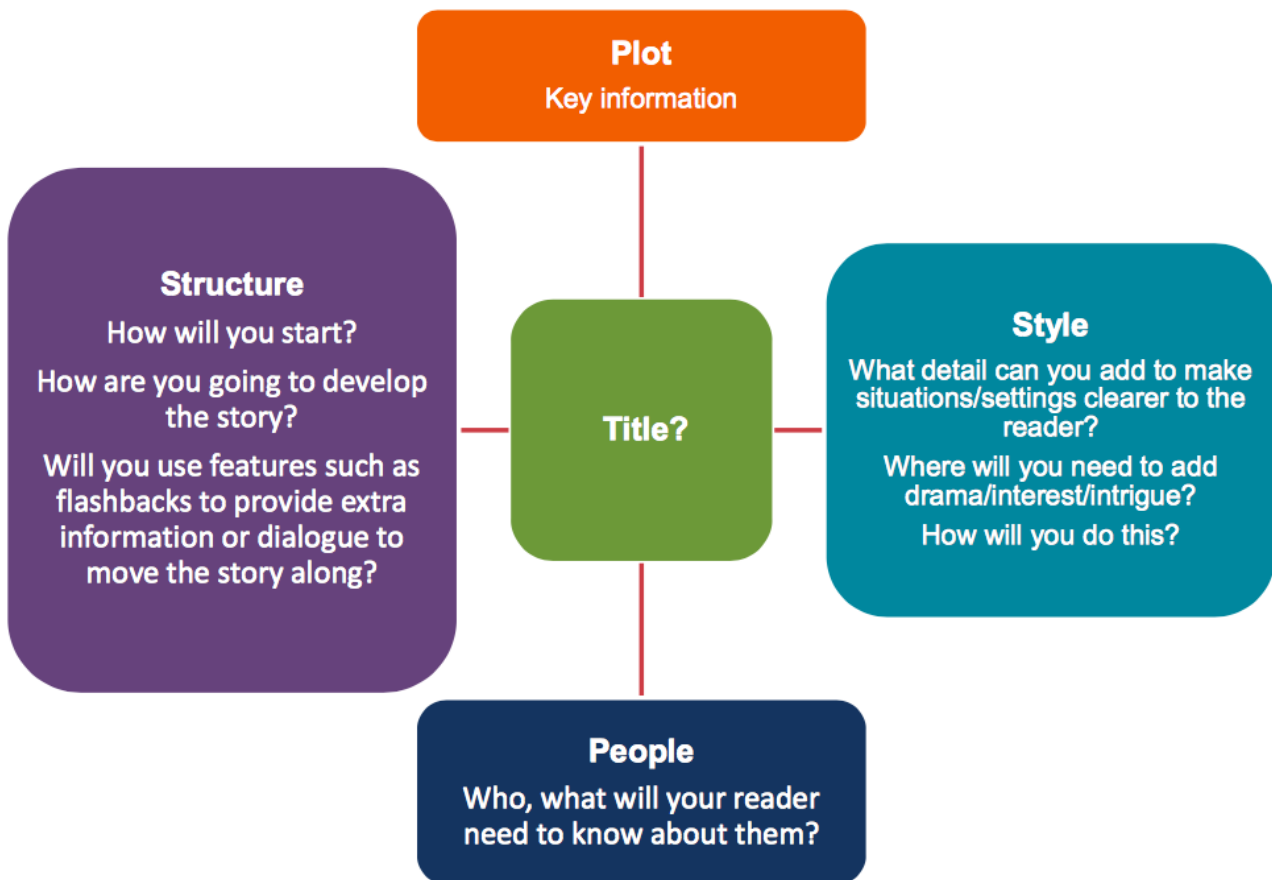 Plot
Key information
Structure
How will you start?
How are you going to develop
the story?
Will you use features such as
flashbacks to provide extra
information or dialogue to
move the story along?
Title?
Style
What detail can you add to make
situations/settings clearer to the
reader?
Where will you need to add
drama/interest/intrigue?
How will you do this?
People
Who, what will your reader
need to know about them?